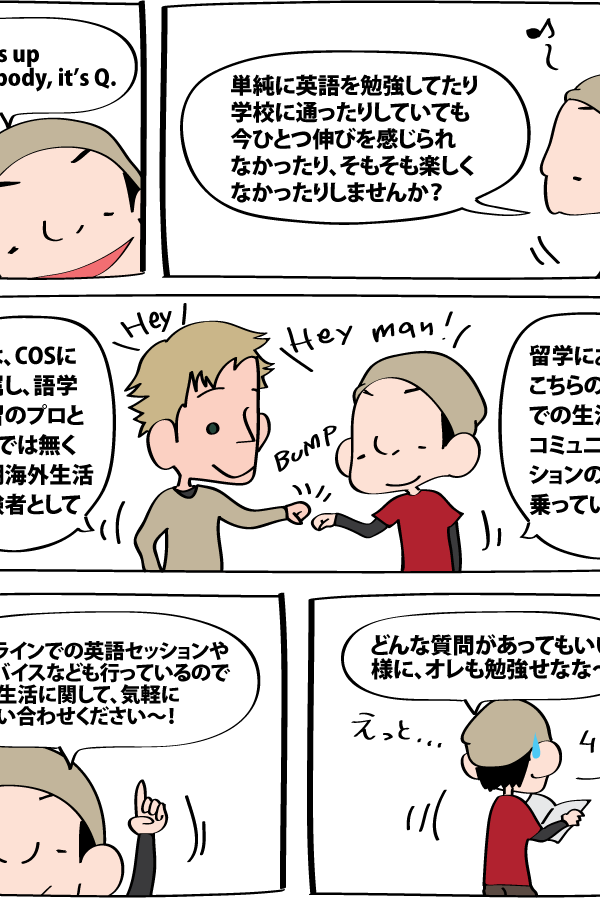 s up
body, it's Q.
単純に英語を勉強してたり
学校に通ったりしていても
今ひとつ伸びを感じられ
なかったり、そもそも楽しく
なかったりしませんか？
、COSに
し、語学
のプロと
では無く
海外生活
者として
Hey
Hey man!
BUMP
留学に
こちらの
での生
コミュニ
ションの
乗ってい
ラインでの英語セッションや
バイスなども行っているので
生活に関して、気軽に
い合わせください～！
どんな質問があってもいい
様に、オレも勉強せなな～
えっと...